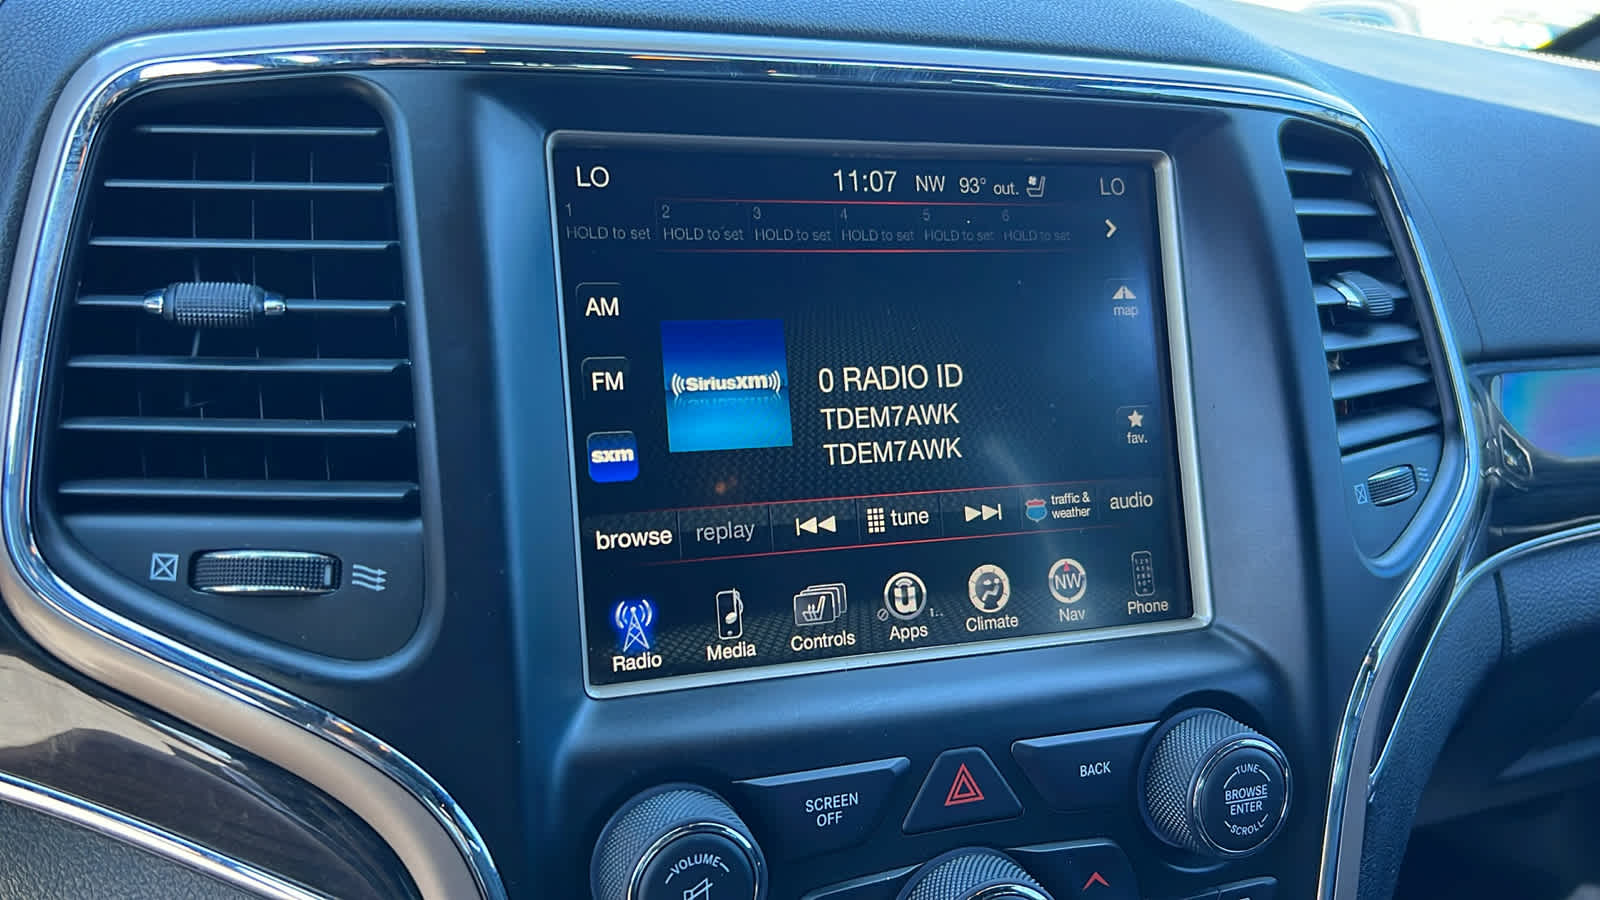 LO
11:07 NW 93° out.
LO
1 2 3 4 5 6
HOLD to set HOLD to set HOLD to set HOLD to set HOLD to set HOLD to set
AM
map
FM
SiriusXM
0 RADIO ID
TDEM7AWK
TDEM7AWK
fav.
sxm
browse replay tune traffic & weather audio
Radio Media Controls Apps Climate Nav Phone
1..
NW
SCREEN
OFF
BACK
TUNE
BROWSE
ENTER
SCROLL
VOLUME